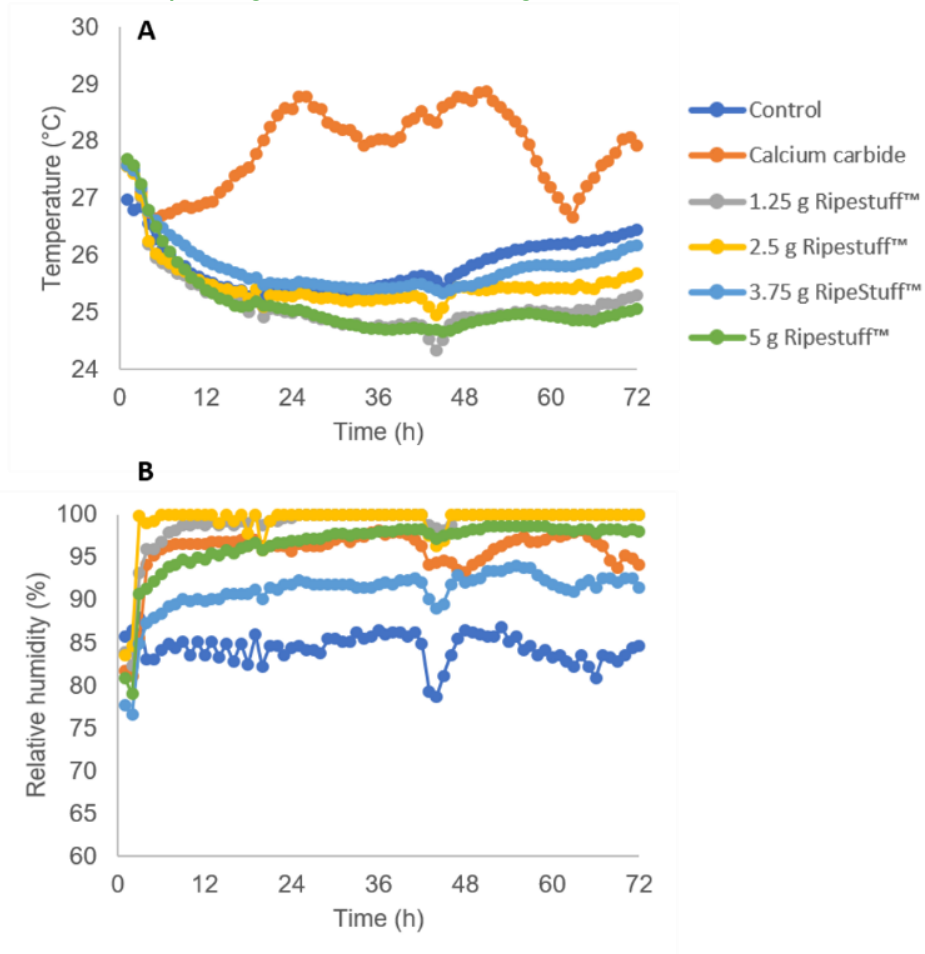 A
30
29
28
27
26
25
24
Temperature (°C)
0 12 24 36 48 60 72
Time (h)
Control
Calcium carbide
1.25 g Ripestuff™
2.5 g Ripestuff™
3.75 g RipeStuff™
5 g Ripestuff™
B
100
95
90
85
80
75
70
65
60
Relative humidity (%)
0 12 24 36 48 60 72
Time (h)